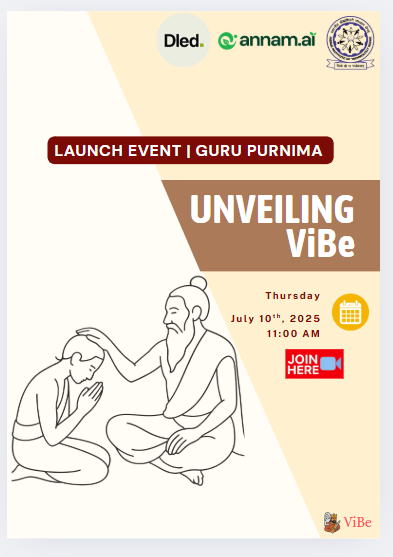 Dled.
annam.ai
LAUNCH EVENT | GURU PURNIMA
UNVEILING
ViBe
Thursday
July 10th, 2025
11:00 AM
JOIN
HERE
ViBe